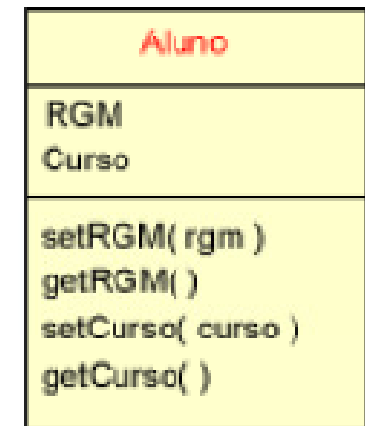 Aluno
RGM
Curso
setRGM( rgm )
getRGM( )
setCurso( curso )
getCurso( )